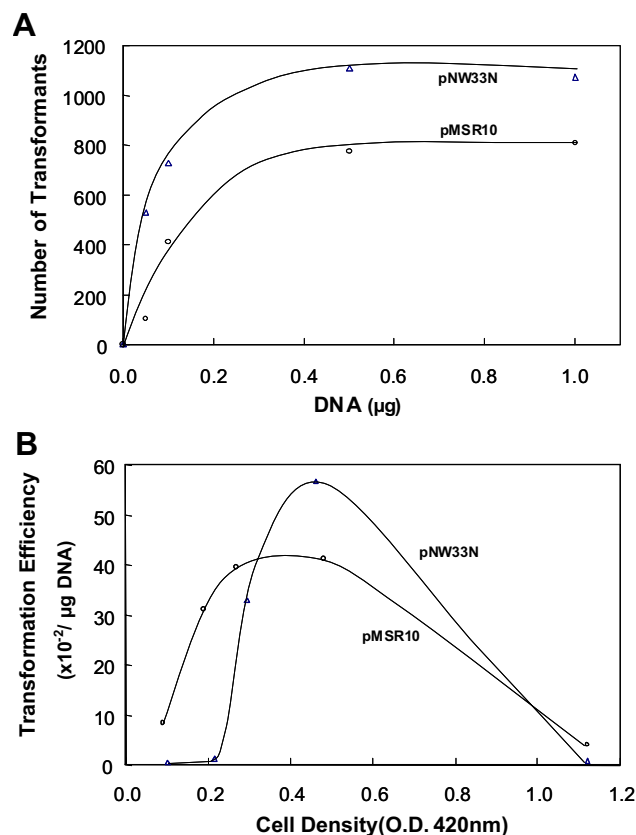 A
Number of Transformants
1200
1000
800
600
400
200
0
pNW33N
pMSR10
0.0 0.2 0.4 0.6 0.8 1.0
DNA (µg)
B
Transformation Efficiency
(x10-2/ µg DNA)
60
50
40
30
20
10
0
pNW33N
pMSR10
0.0 0.2 0.4 0.6 0.8 1.0 1.2
Cell Density(O.D. 420nm)